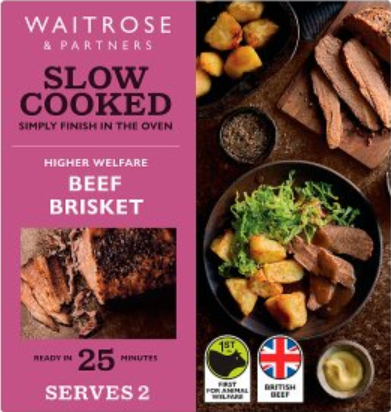 WAITROSE
& PARTNERS
SLOW
COOKED
SIMPLY FINISH IN THE OVEN
HIGHER WELFARE
BEEF
BRISKET
READY IN 25 MINUTES
SERVES 2
1ST
FIRST
FOR ANIMAL
WELFARE
BRITISH
BEEF